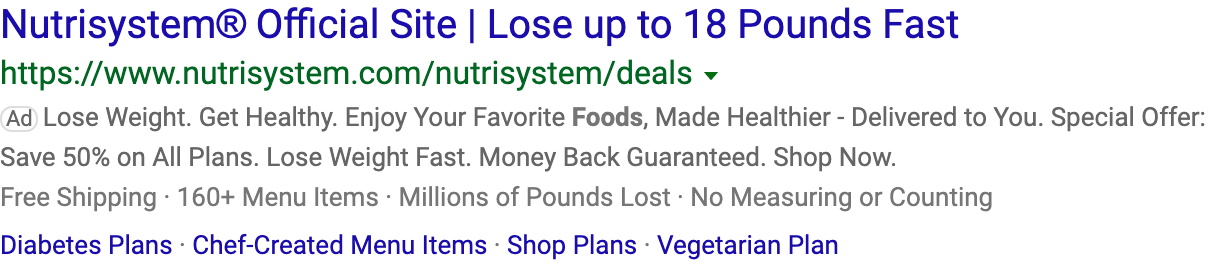 Nutrisystem® Official Site | Lose up to 18 Pounds Fast
https://www.nutrisystem.com/nutrisystem/deals
Ad Lose Weight. Get Healthy. Enjoy Your Favorite Foods, Made Healthier - Delivered to You. Special Offer:
Save 50% on All Plans. Lose Weight Fast. Money Back Guaranteed. Shop Now.
Free Shipping · 160+ Menu Items · Millions of Pounds Lost · No Measuring or Counting
Diabetes Plans · Chef-Created Menu Items · Shop Plans · Vegetarian Plan